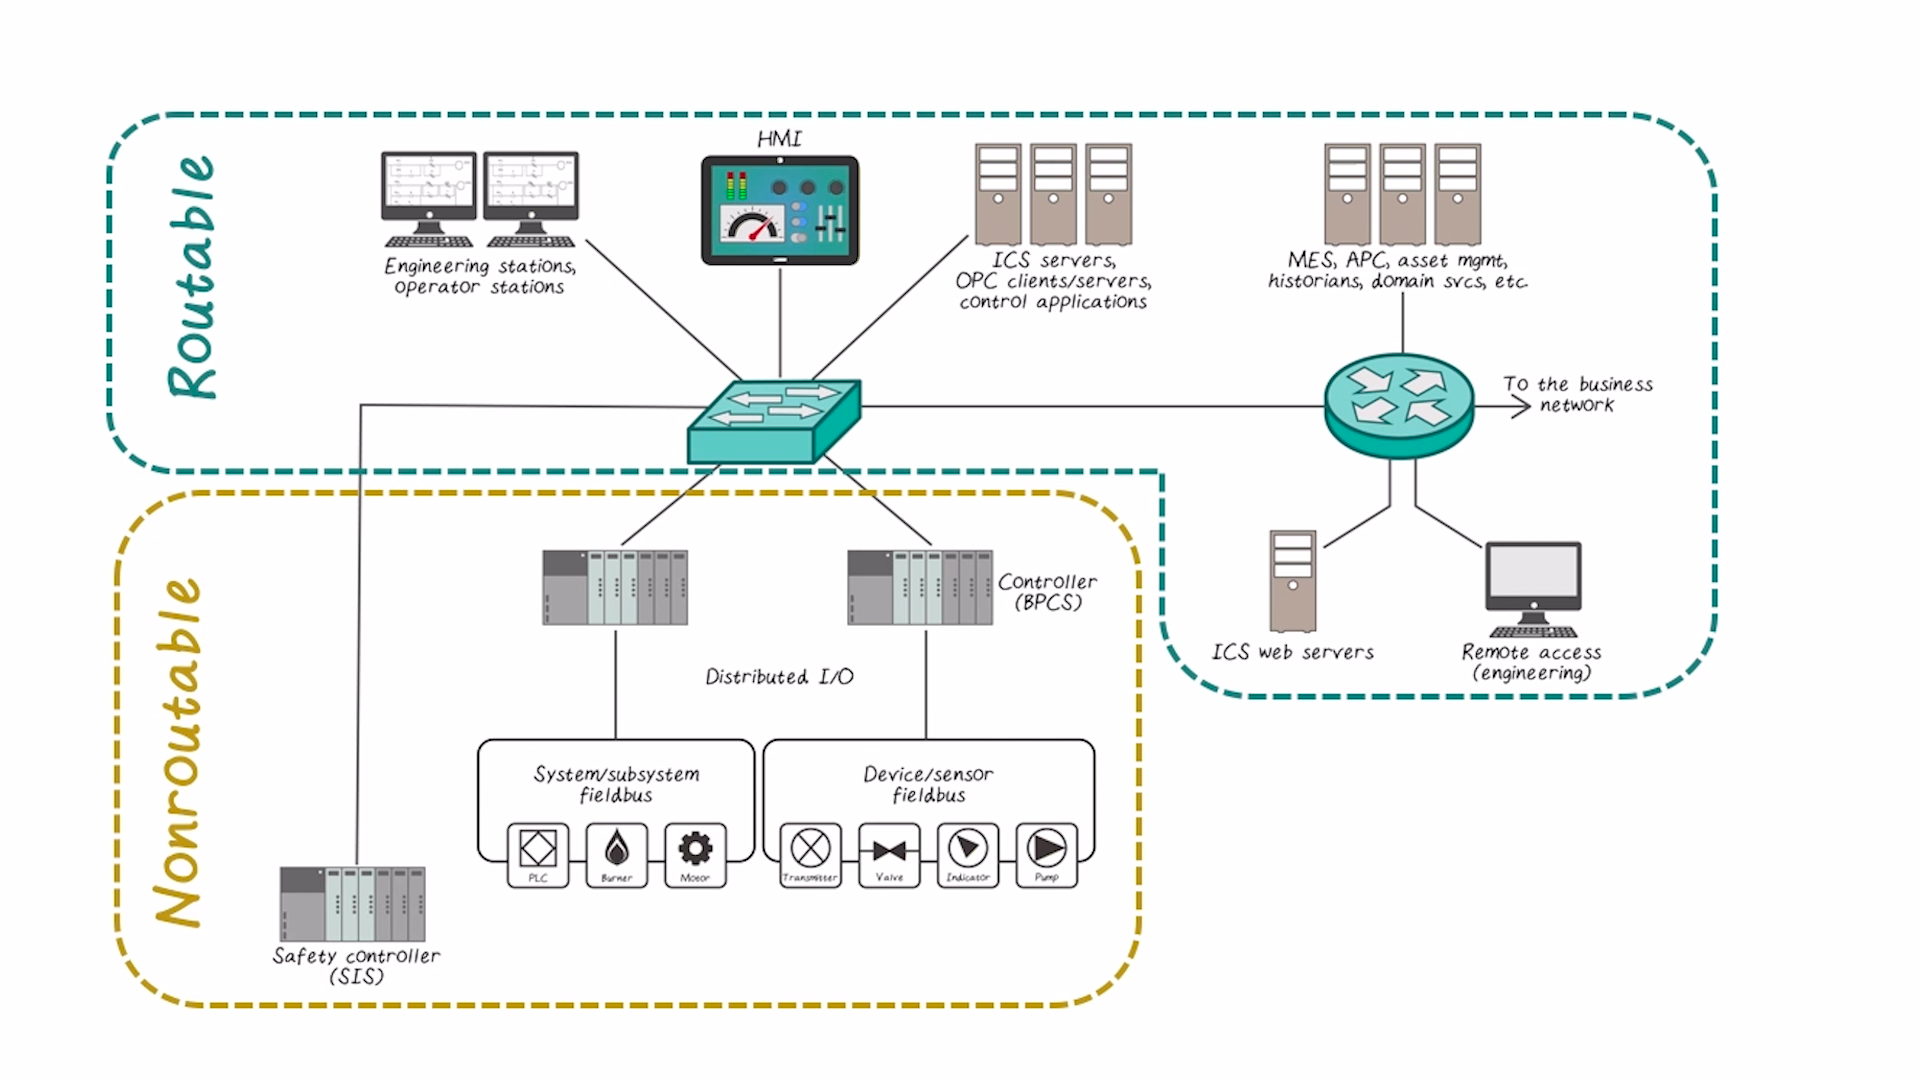 Routable
Engineering stations,
operator stations
HMI
ICS servers,
OPC clients/servers,
control applications
MES, APC, asset mgmt,
historians, domain svcs, etc.
To the business
network
ICS web servers
Remote access
(engineering)
Nonroutable
Controller
(BPCS)
Distributed I/O
System/subsystem
fieldbus
PLC
Burner
Motor
Device/sensor
fieldbus
Transmitter
Valve
Indicator
Pump
Safety controller
(SIS)